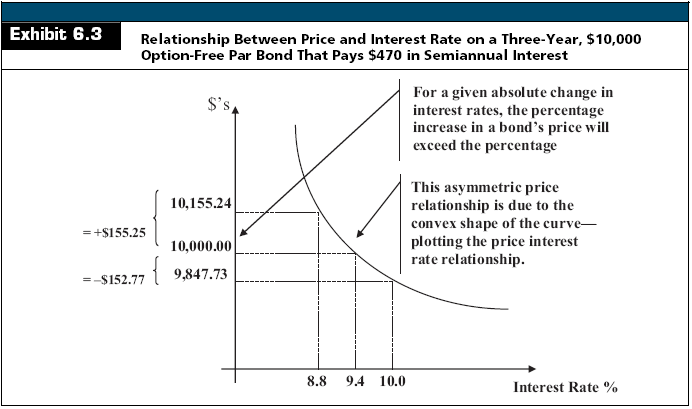 Exhibit 6.3
Relationship Between Price and Interest Rate on a Three-Year, $10,000
Option-Free Par Bond That Pays $470 in Semiannual Interest
$'s
For a given absolute change in
interest rates, the percentage
increase in a bond's price will
exceed the percentage
This asymmetric price
relationship is due to the
convex shape of the curve—
plotting the price interest
rate relationship.
10,155.24
= +$155.25
10,000.00
= –$152.77
9,847.73
8.8 9.4 10.0
Interest Rate %